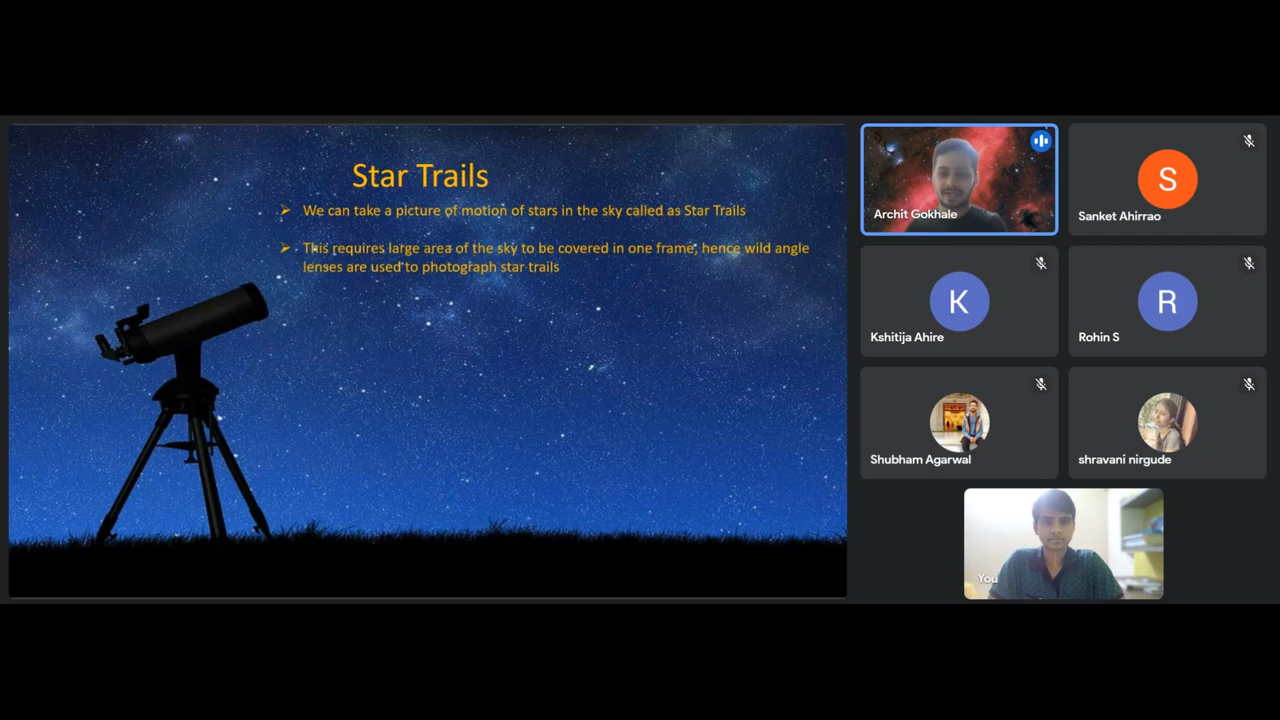 Star Trails
➤ We can take a picture of motion of stars in the sky called as Star Trails
➤ This requires large area of the sky to be covered in one frame, hence wild angle
lenses are used to photograph star trails
Archit Gokhale
S
Sanket Ahirrao
K
Kshitija Ahire
R
Rohin S
Shubham Agarwal
shravani nirgude
You